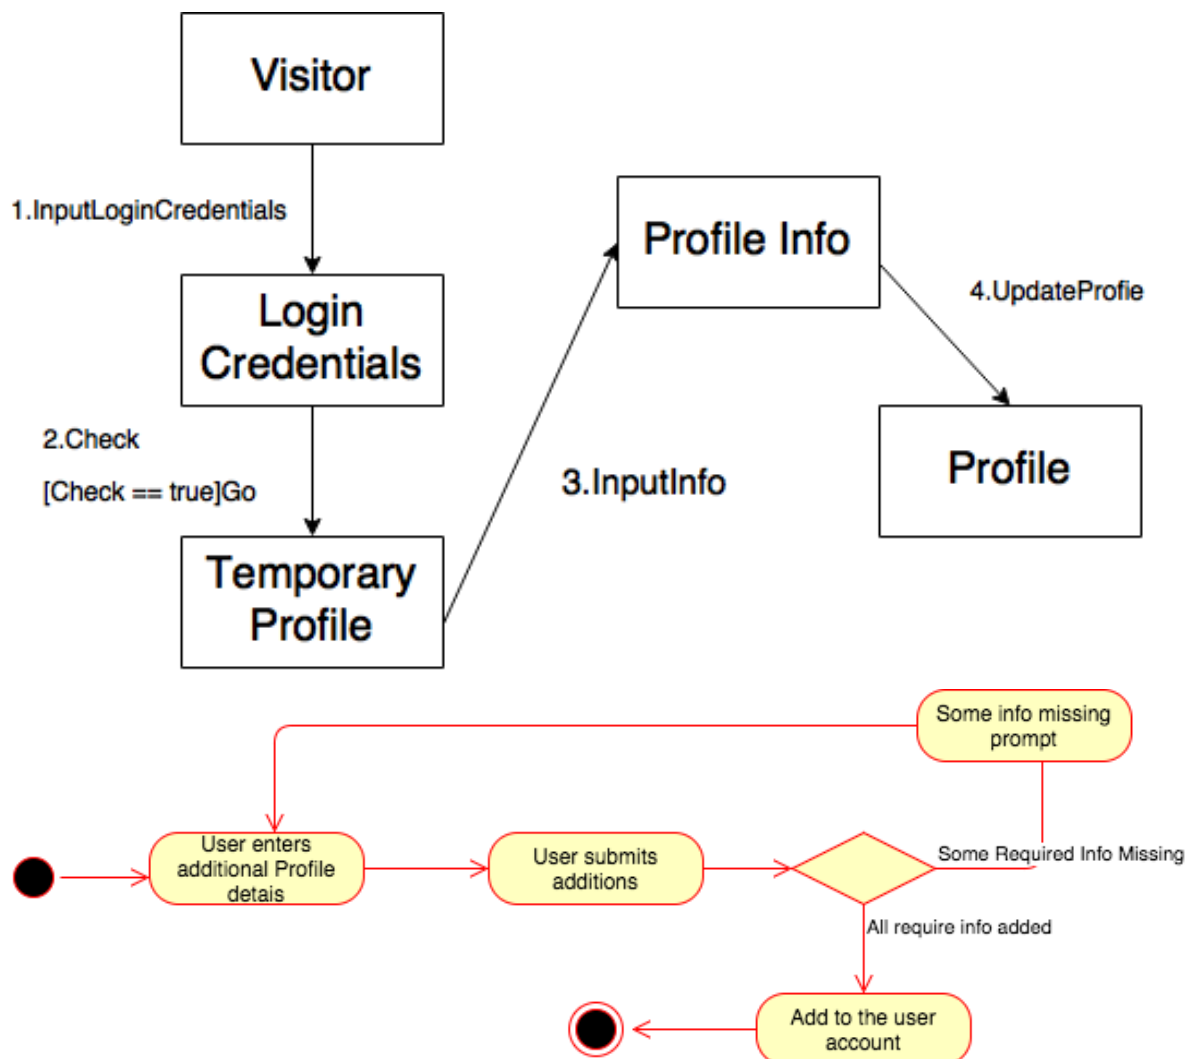 Visitor
1.InputLoginCredentials
Login
Credentials
2.Check
[Check == true]Go
Temporary
Profile
3.InputInfo
Profile Info
4.UpdateProfie
Profile
Some info missing
prompt
User enters
additional Profile
detais
User submits
additions
Some Required Info Missing
All require info added
Add to the user
account